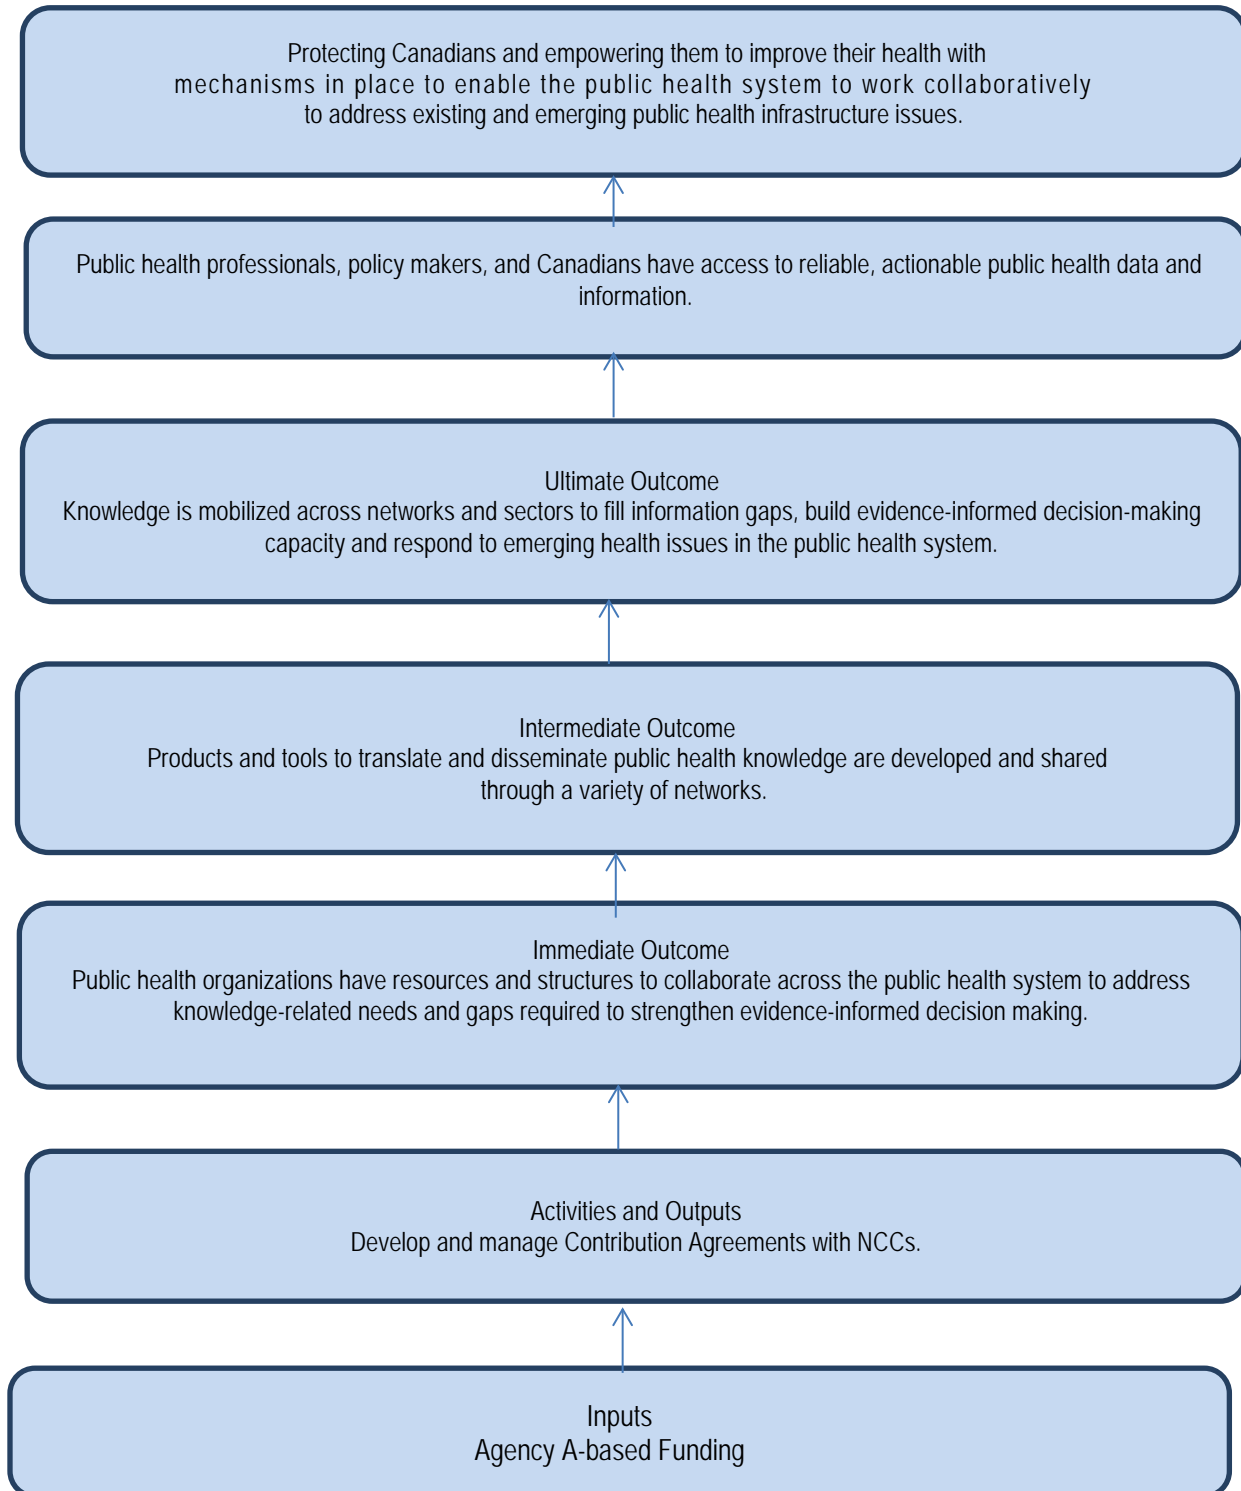 Protecting Canadians and empowering them to improve their health with
mechanisms in place to enable the public health system to work collaboratively
to address existing and emerging public health infrastructure issues.
Public health professionals, policy makers, and Canadians have access to reliable, actionable public health data and
information.
Ultimate Outcome
Knowledge is mobilized across networks and sectors to fill information gaps, build evidence-informed decision-making
capacity and respond to emerging health issues in the public health system.
Intermediate Outcome
Products and tools to translate and disseminate public health knowledge are developed and shared
through a variety of networks.
Immediate Outcome
Public health organizations have resources and structures to collaborate across the public health system to address
knowledge-related needs and gaps required to strengthen evidence-informed decision making.
Activities and Outputs
Develop and manage Contribution Agreements with NCCs.
Inputs
Agency A-based Funding